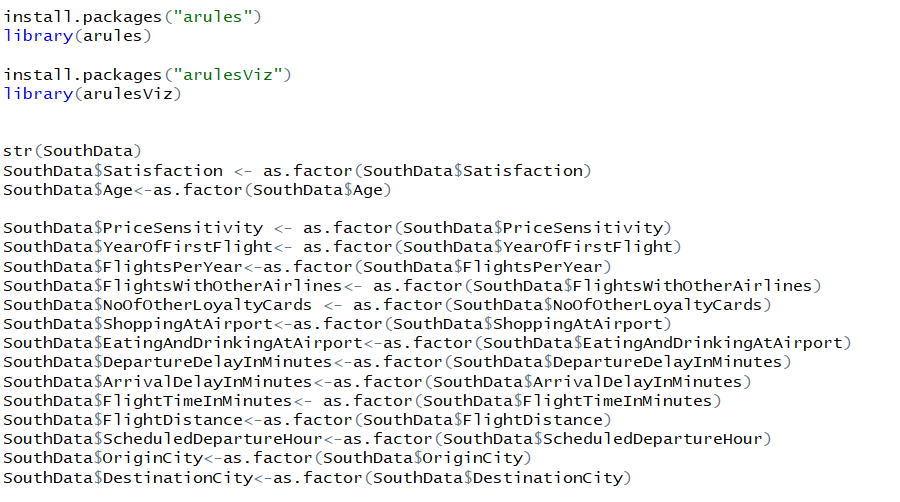 install.packages("arules")
library(arules)
install.packages("arulesViz")
library(arulesViz)
str(SouthData)
SouthData$Satisfaction <- as.factor(SouthData$Satisfaction)
SouthData$Age<-as.factor(SouthData$Age)
SouthData$PriceSensitivity <- as.factor(SouthData$PriceSensitivity)
SouthData$YearOfFirstFlight<- as.factor(SouthData$YearOfFirstFlight)
SouthData$FlightsPerYear<-as.factor(SouthData$FlightsPerYear)
SouthData$FlightsWithOtherAirlines<- as.factor(SouthData$FlightsWithOtherAirlines)
SouthData$NoOfOtherLoyaltyCards <- as.factor(SouthData$NoOfOtherLoyaltyCards)
SouthData$ShoppingAtAirport<-as.factor(SouthData$ShoppingAtAirport)
SouthData$EatingAndDrinkingAtAirport<-as.factor(SouthData$EatingAndDrinkingAtAirport)
SouthData$DepartureDelayInMinutes<-as.factor(SouthData$DepartureDelayInMinutes)
SouthData$ArrivalDelayInMinutes<-as.factor(SouthData$ArrivalDelayInMinutes)
SouthData$FlightTimeInMinutes<- as.factor(SouthData$FlightTimeInMinutes)
SouthData$FlightDistance<-as.factor(SouthData$FlightDistance)
SouthData$ScheduledDepartureHour<-as.factor(SouthData$ScheduledDepartureHour)
SouthData$OriginCity<-as.factor(SouthData$OriginCity)
SouthData$DestinationCity<-as.factor(SouthData$DestinationCity)